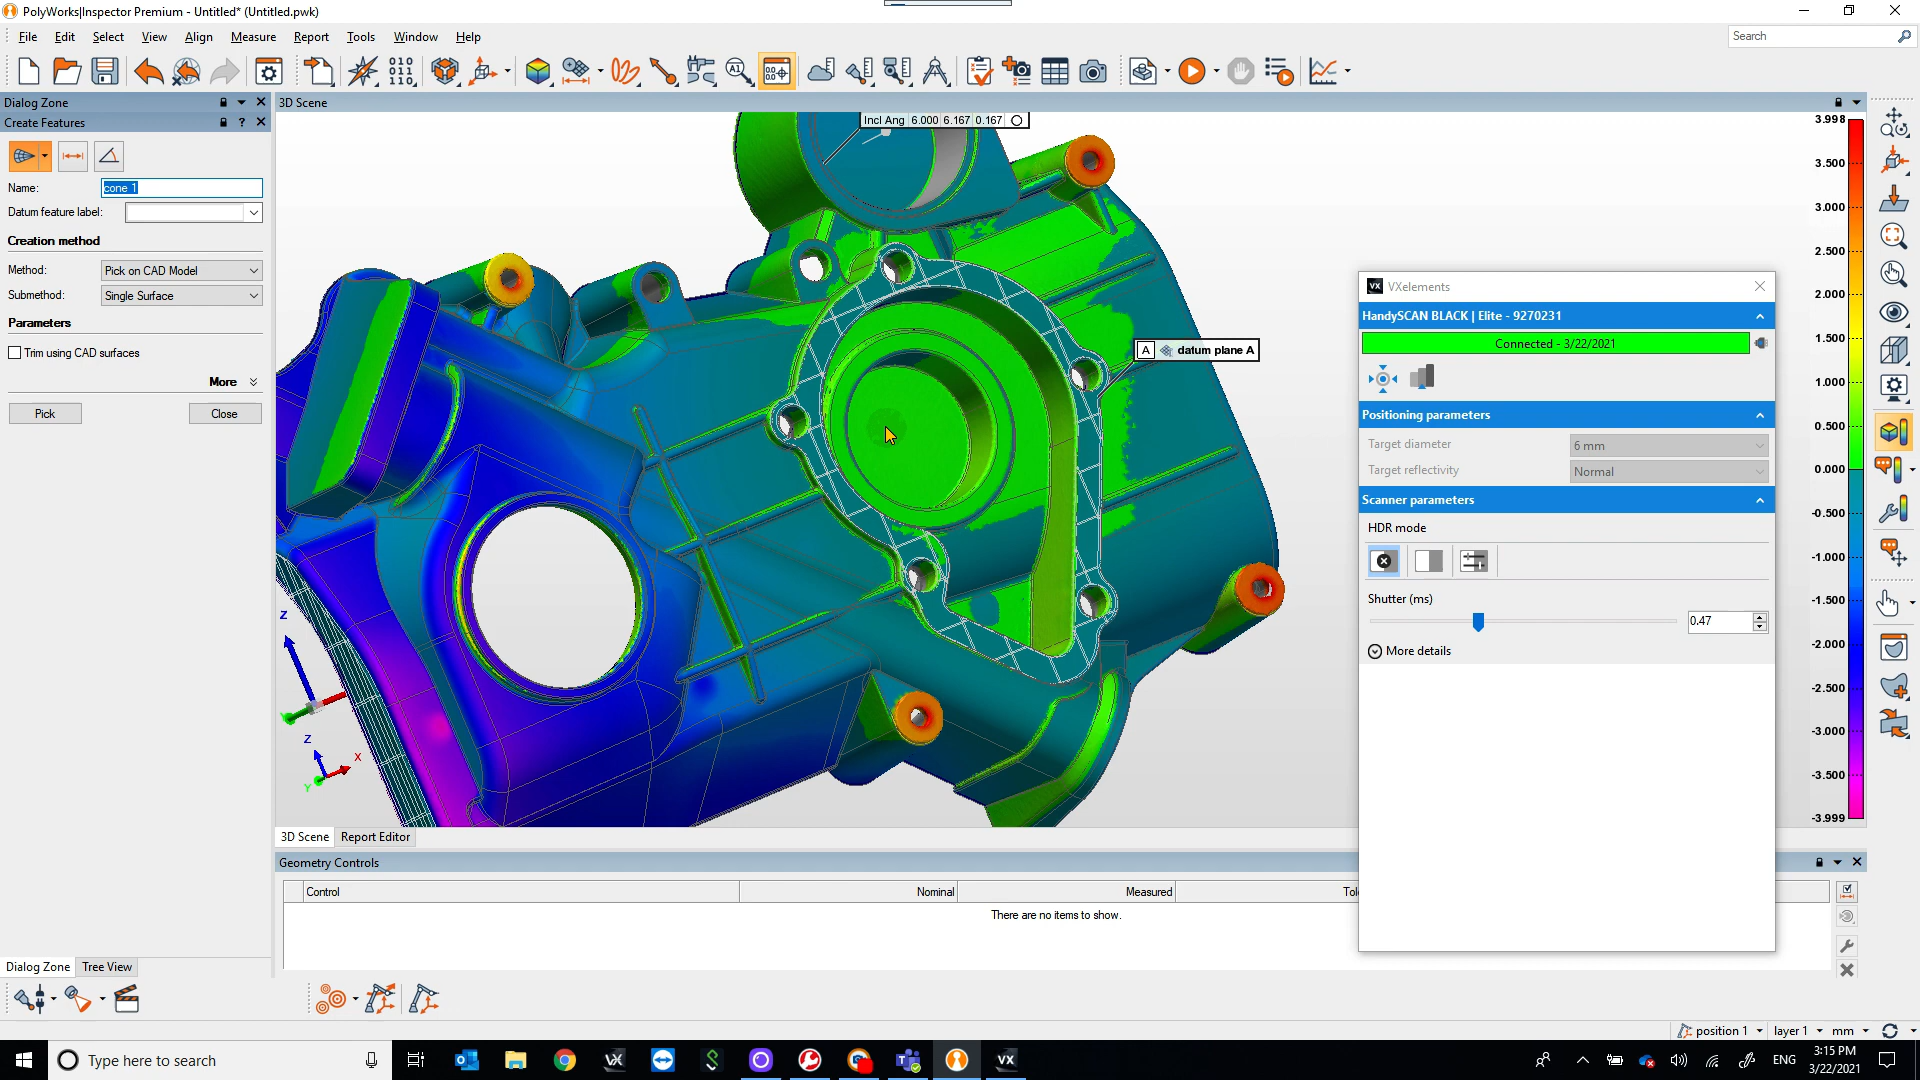 PolyWorks|Inspector Premium - Untitled* (Untitled.pwk)
File Edit Select View Align Measure Report Tools Window Help
Search
Dialog Zone
3D Scene
Create Features
Name: cone 1
Datum feature label:
Creation method
Method: Pick on CAD Model
Submethod: Single Surface
Parameters
Trim using CAD surfaces
More
Pick Close
Incl Ang 6.000 6.167 0.167
A datum plane A
3.998
3.500
3.000
2.500
2.000
1.500
1.000
0.500
0.000
-0.500
-1.000
-1.500
-2.000
-2.500
-3.000
-3.500
-3.999
VX VXelements
HandySCAN BLACK | Elite - 9270231
Connected - 3/22/2021
Positioning parameters
Target diameter 6 mm
Target reflectivity Normal
Scanner parameters
HDR mode
Shutter (ms)
0.47
More details
Z
Y
Z
X
Y
3D Scene Report Editor
Geometry Controls
Control Nominal Measured Tol
There are no items to show.
Dialog Zone Tree View
position 1 layer 1 mm
Type here to search
ENG
3:15 PM
3/22/2021